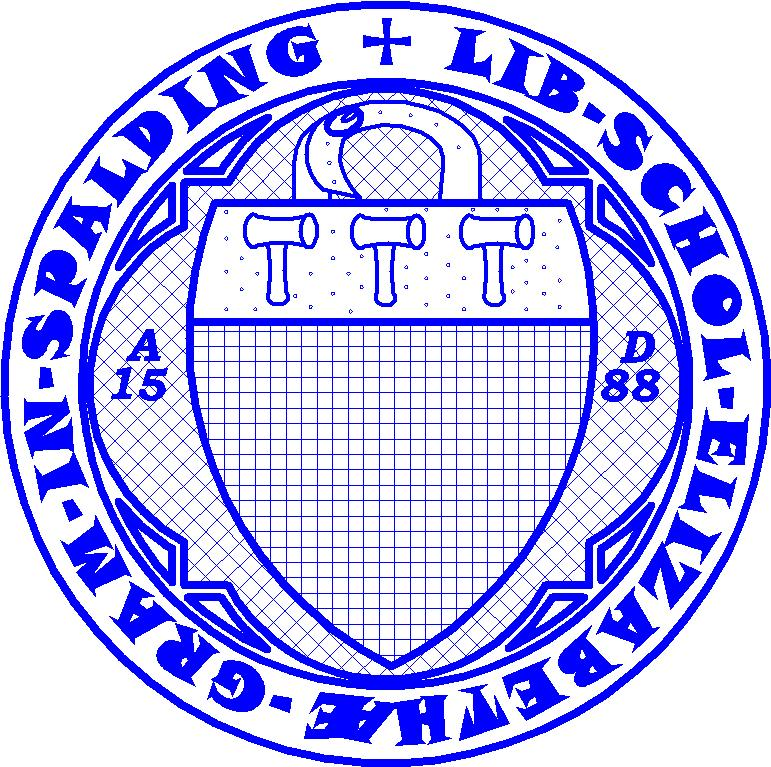 ✠ LIB-SCHOL-ELIZABETHÆ-GRAM-IN-SPALDING
A D
15 88